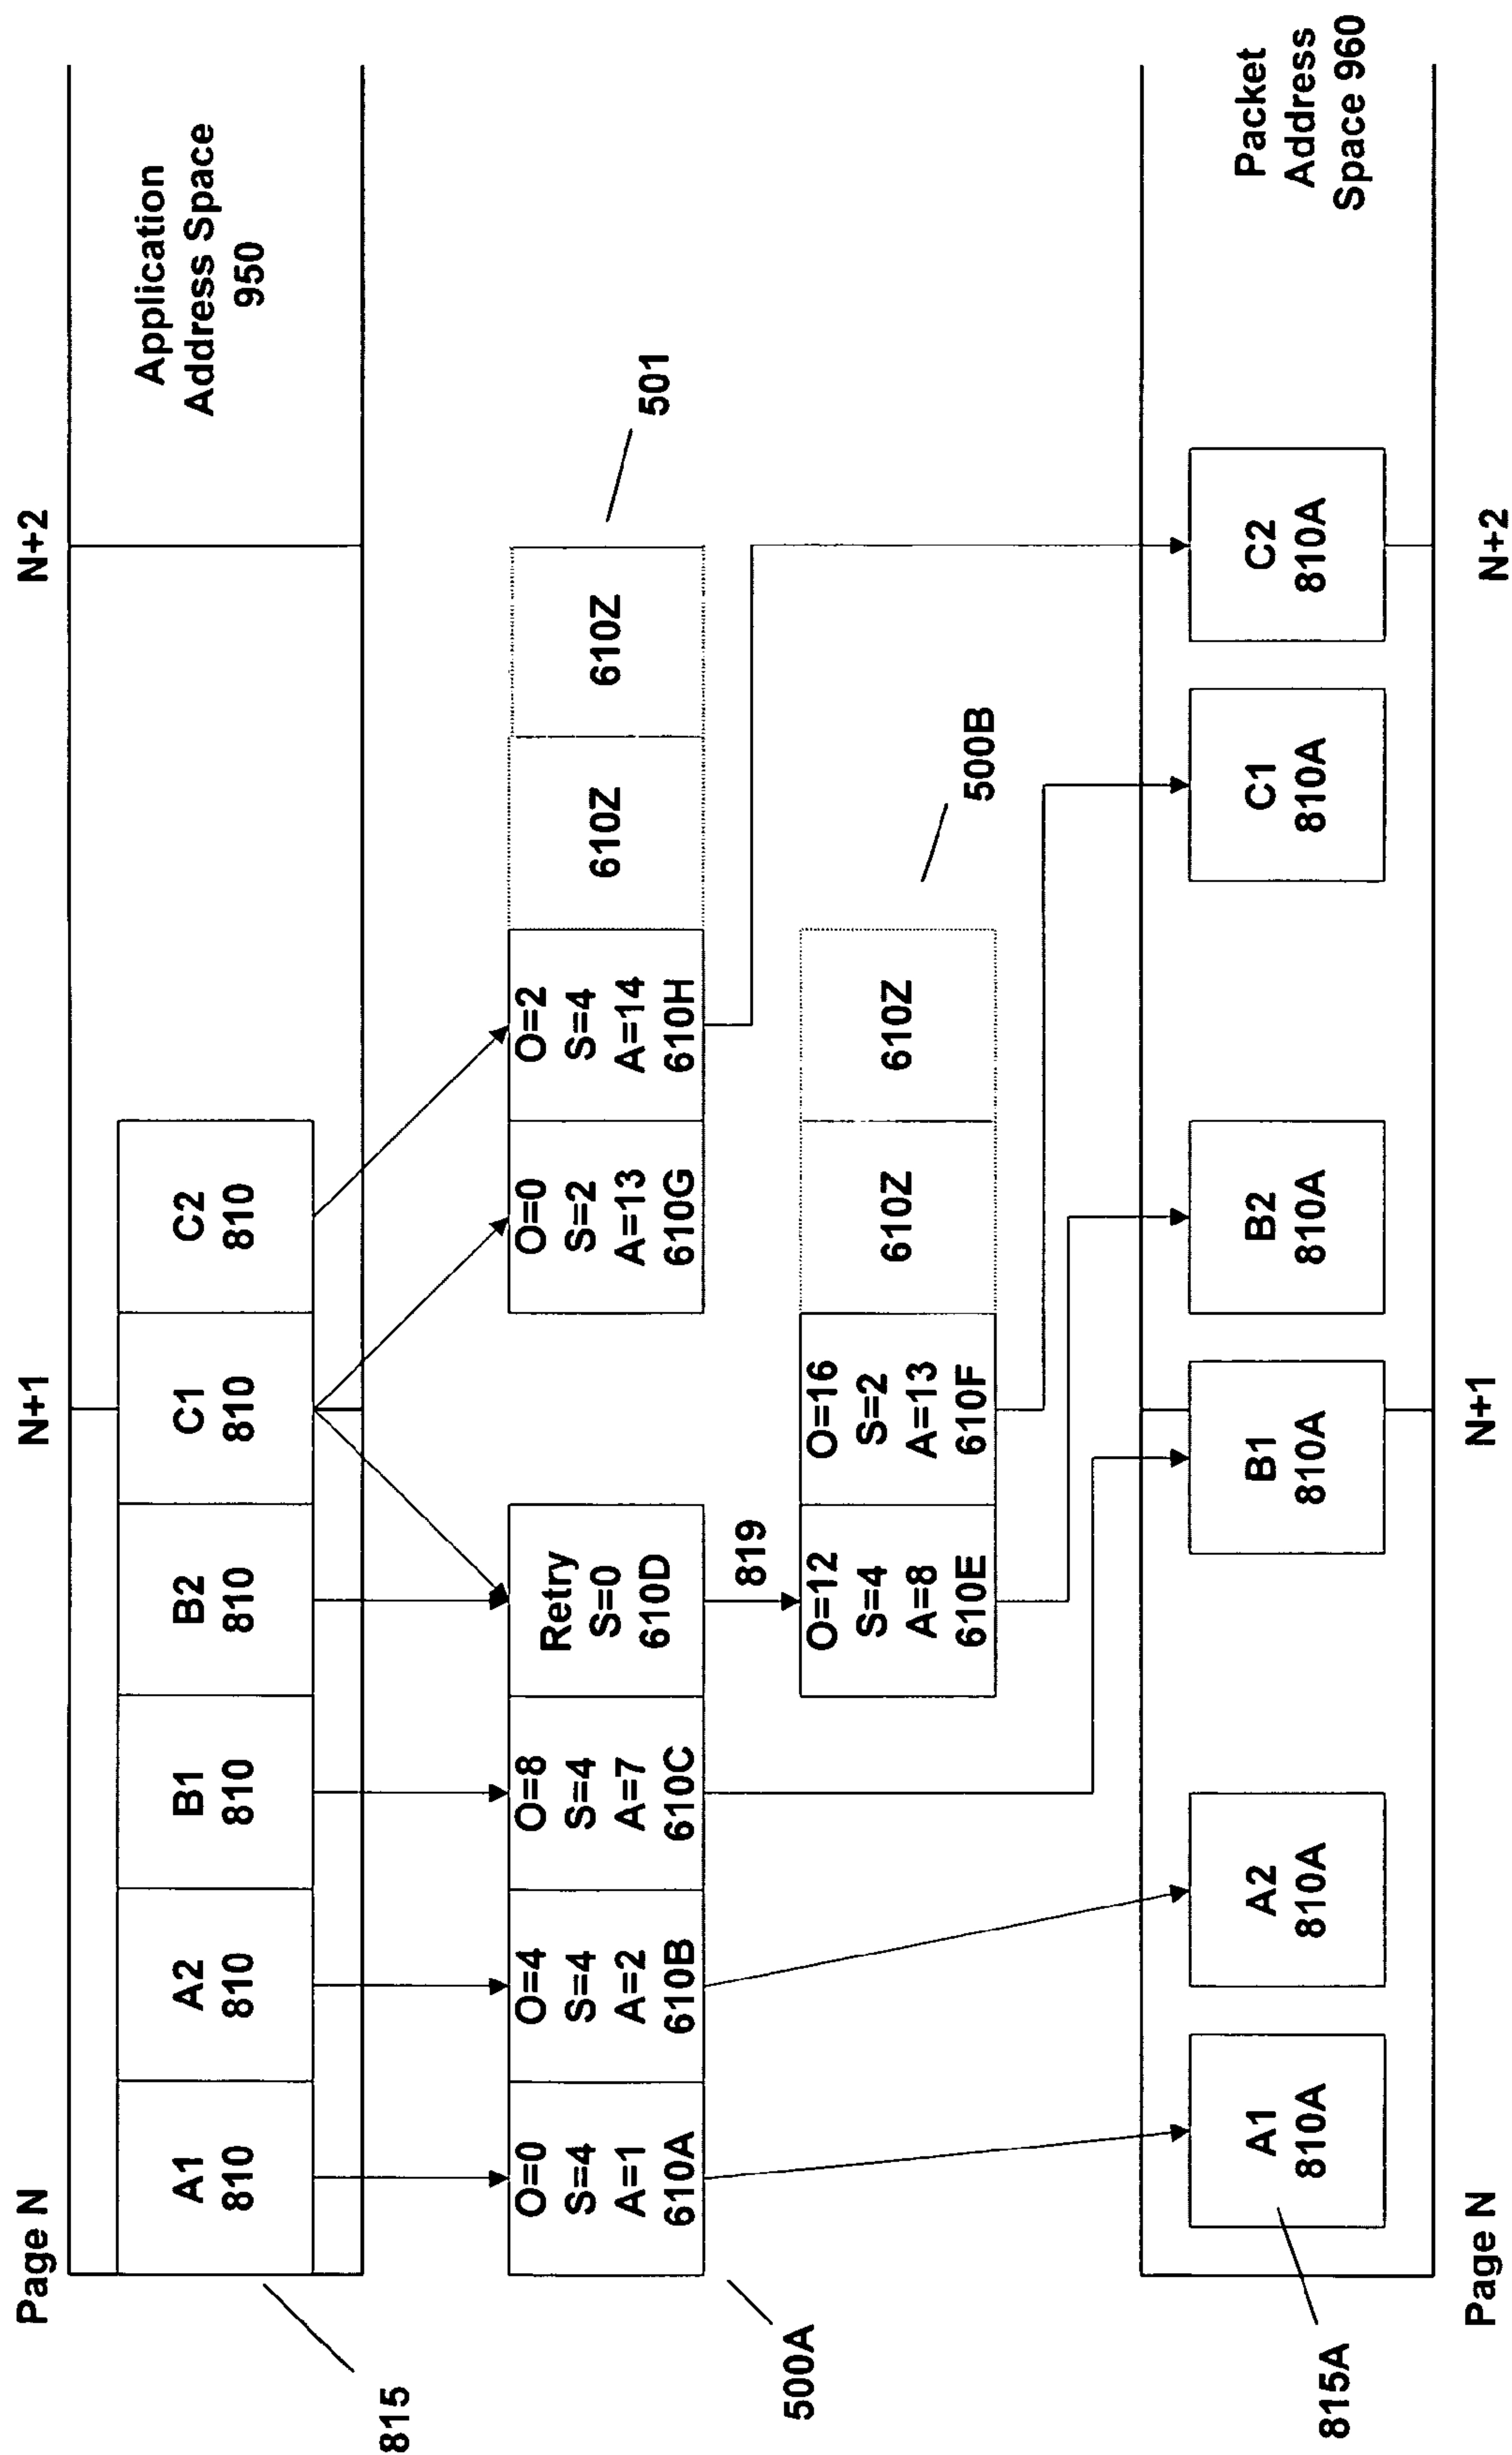 Page N
N+1
N+2
A1
810
A2
810
B1
810
B2
810
C1
810
C2
810
Application
Address Space
950
815
O=0
S=4
A=1
610A
O=4
S=4
A=2
610B
O=8
S=4
A=7
610C
Retry
S=0
610D
O=0
S=2
A=13
610G
O=2
S=4
A=14
610H
610Z
610Z
501
500A
819
O=12
S=4
A=8
610E
O=16
S=2
A=13
610F
610Z
610Z
500B
A1
810A
A2
810A
B1
810A
B2
810A
C1
810A
C2
810A
Packet
Address
Space 960
815A
Page N
N+1
N+2